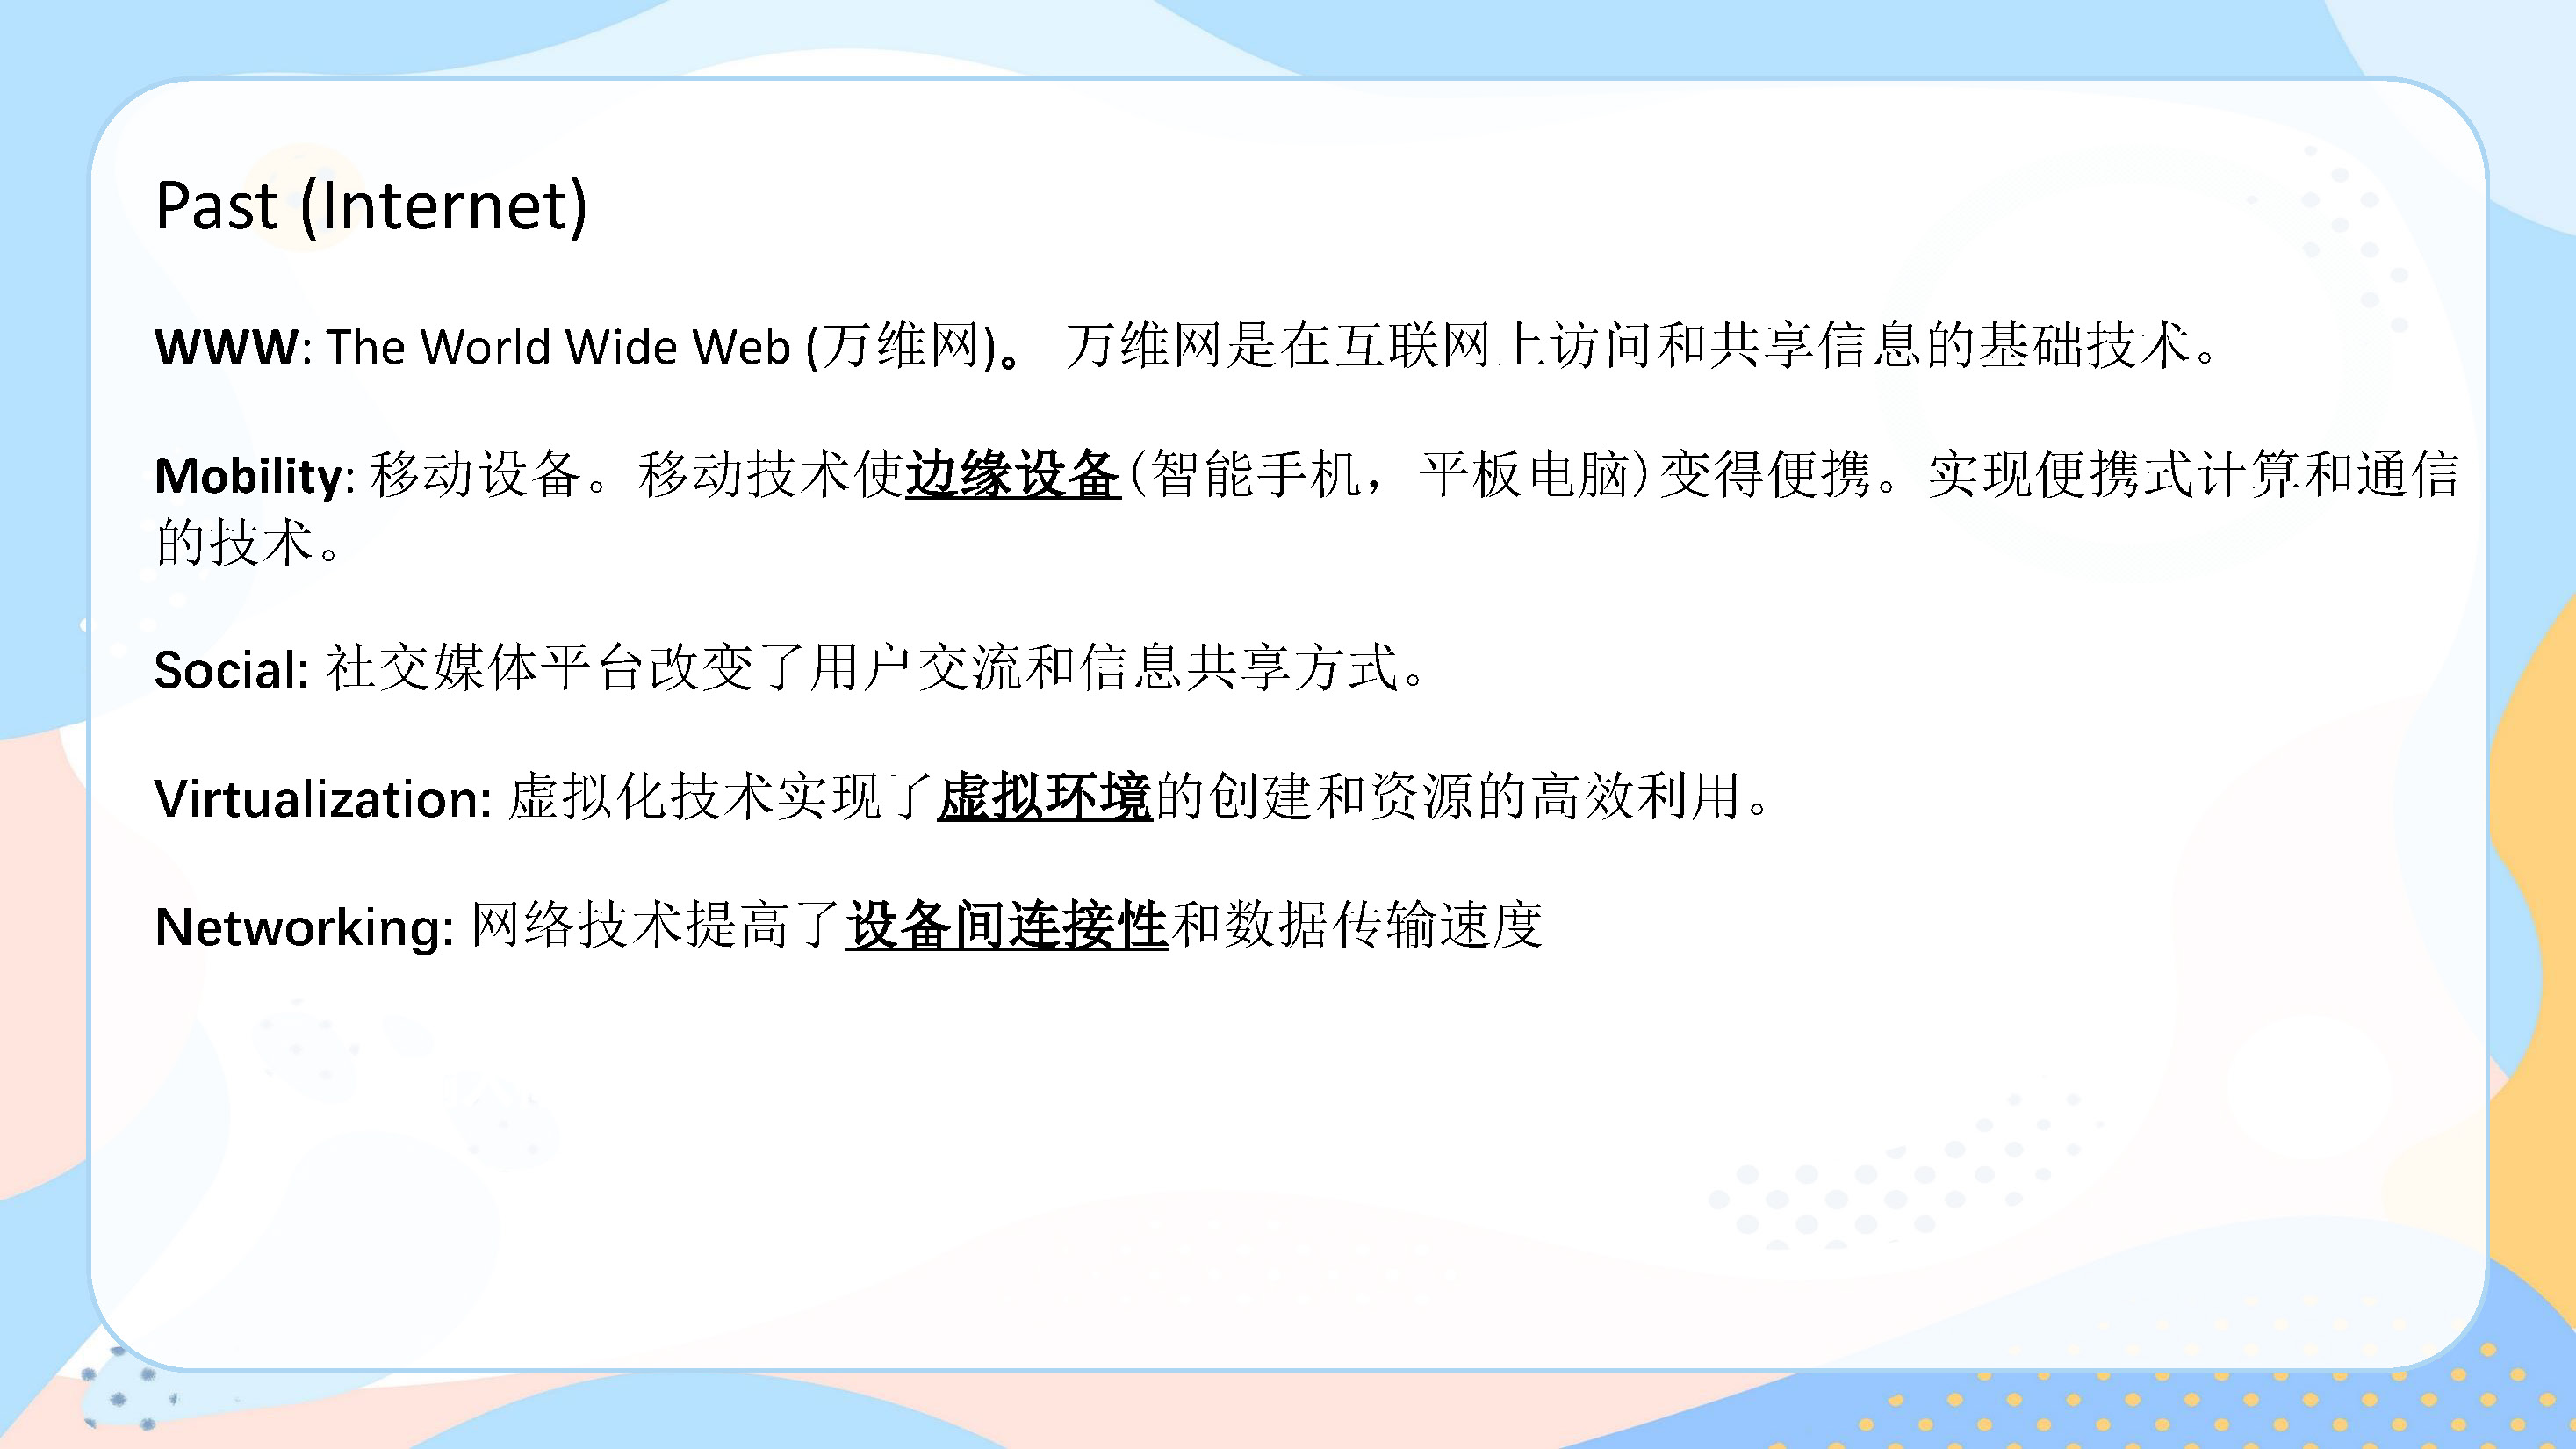 Past (Internet)
WWW: The World Wide Web (万维网)。 万维网是在互联网上访问和共享信息的基础技术。
Mobility: 移动设备。移动技术使边缘设备(智能手机，平板电脑)变得便携。实现便携式计算和通信
的技术。
Social: 社交媒体平台改变了用户交流和信息共享方式。
Virtualization: 虚拟化技术实现了虚拟环境的创建和资源的高效利用。
Networking: 网络技术提高了设备间连接性和数据传输速度